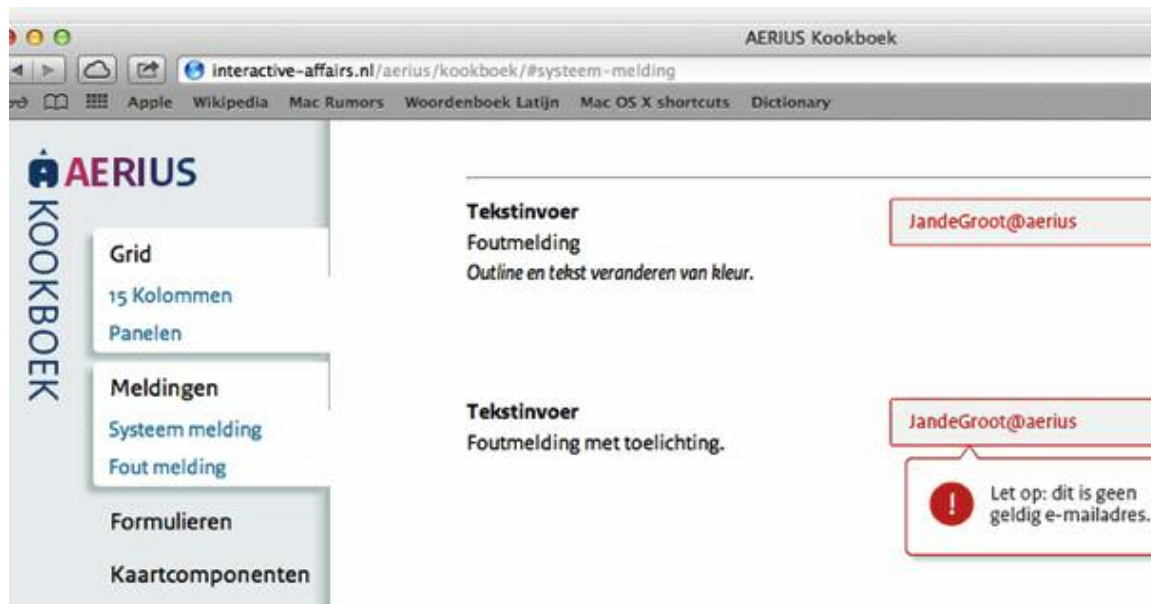 AERIUS Kookboek
interactive-affairs.nl/aerius/kookboek/#systeem-melding
Apple Wikipedia Mac Rumors Woordenboek Latijn Mac OS X shortcuts Dictionary
AERIUS
KOOKBOEK
Grid
15 Kolommen
Panelen
Meldingen
Systeem melding
Fout melding
Formulieren
Kaartcomponenten
Tekstinvoer
Foutmelding
Outline en tekst veranderen van kleur.
JandeGroot@aerius
Tekstinvoer
Foutmelding met toelichting.
JandeGroot@aerius
!
Let op: dit is geen
geldig e-mailadres.